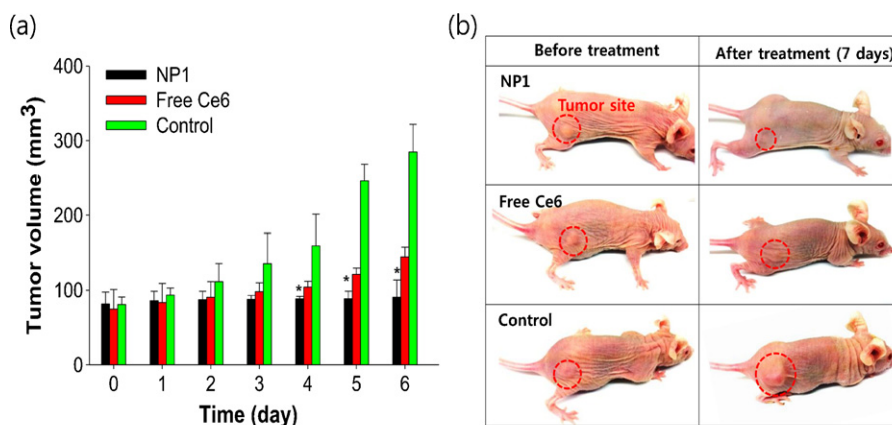 (a)
400
300
200
100
0
Tumor volume (mm³)
NP1
Free Ce6
Control
* * *
0 1 2 3 4 5 6
Time (day)
(b)
Before treatment After treatment (7 days)
NP1
Tumor site
Free Ce6
Control